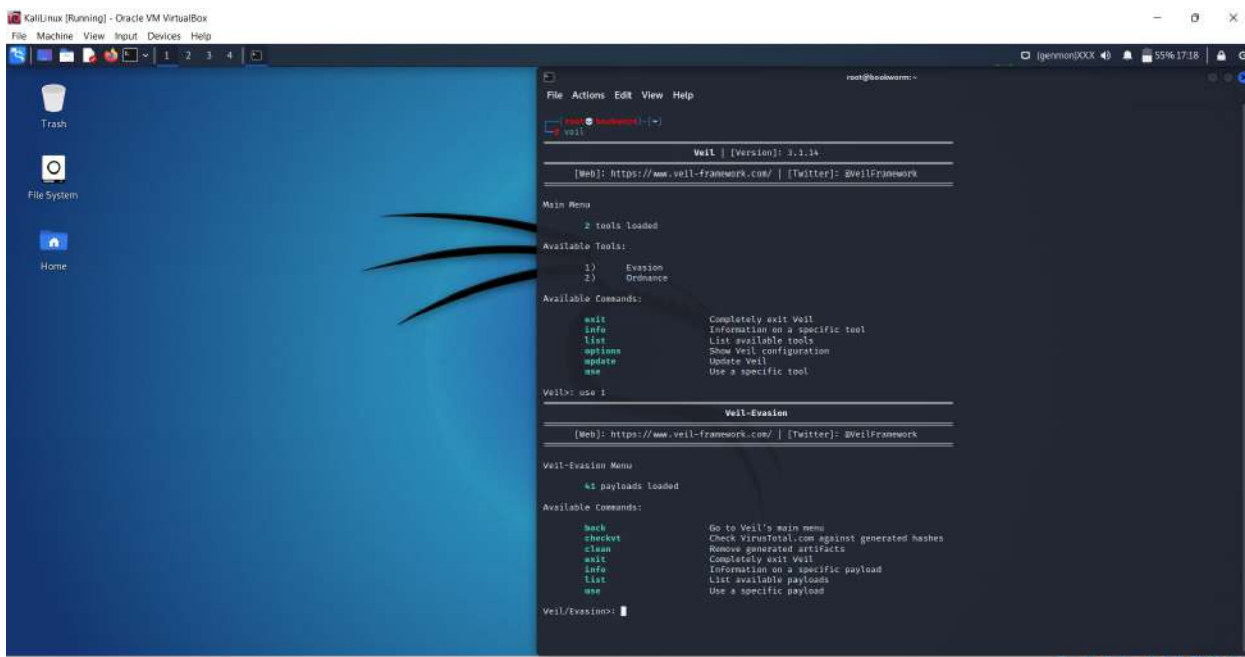 KaliLinux [Running] - Oracle VM VirtualBox
File Machine View Input Devices Help
1 2 3 4
(genmon)XXX 55% 17:18
Trash
File System
Home
root@bookworm: ~
File Actions Edit View Help
(root bookworm)-[~]
# veil
Veil | [Version]: 3.1.14
[Web]: https://www.veil-framework.com/ | [Twitter]: @VeilFramework
Main Menu
2 tools loaded
Available Tools:
1) Evasion
2) Ordnance
Available Commands:
exit Completely exit Veil
info Information on a specific tool
list List available tools
options Show Veil configuration
update Update Veil
use Use a specific tool
Veil>: use 1
Veil-Evasion
[Web]: https://www.veil-framework.com/ | [Twitter]: @VeilFramework
Veil-Evasion Menu
41 payloads loaded
Available Commands:
back Go to Veil's main menu
checkvt Check VirusTotal.com against generated hashes
clean Remove generated artifacts
exit Completely exit Veil
info Information on a specific payload
list List available payloads
use Use a specific payload
Veil/Evasion>: